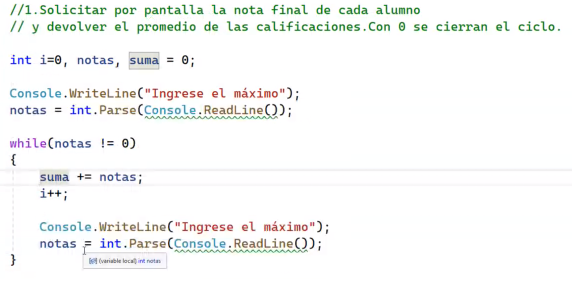 //1.Solicitar por pantalla la nota final de cada alumno
// y devolver el promedio de las calificaciones.Con 0 se cierran el ciclo.
int i=0, notas, suma = 0;
Console.WriteLine("Ingrese el máximo");
notas = int.Parse(Console.ReadLine());
while(notas != 0)
{
suma += notas;
i++;
Console.WriteLine("Ingrese el máximo");
notas = int.Parse(Console.ReadLine());
(variable local) int notas
}